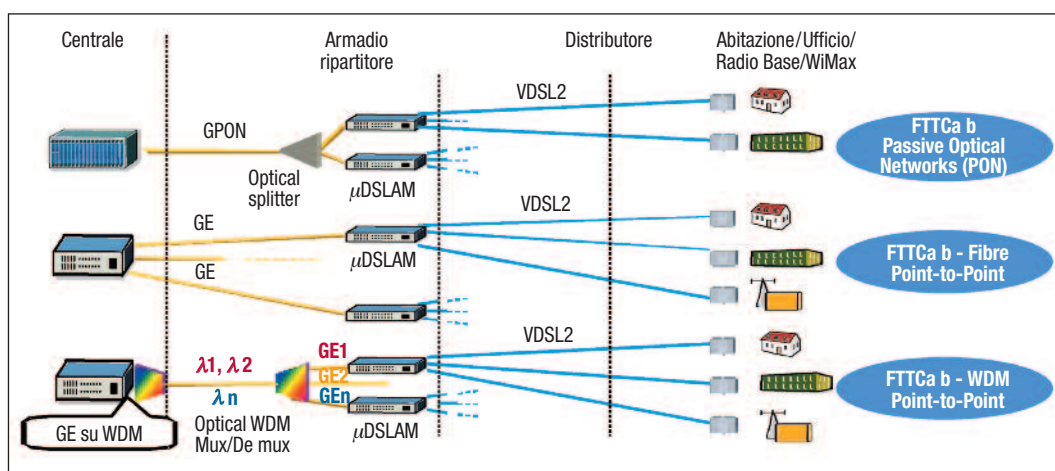 Centrale
Armadio
ripartitore
Distributore
Abitazione/Ufficio/
Radio Base/WiMax
GPON
Optical
splitter
μDSLAM
VDSL2
FTTCa b
Passive Optical
Networks (PON)
GE
GE
μDSLAM
VDSL2
FTTCa b - Fibre
Point-to-Point
λ1, λ2
λn
GE1
GE2
GEn
GE su WDM
Optical WDM
Mux/De mux
μDSLAM
VDSL2
FTTCa b - WDM
Point-to-Point